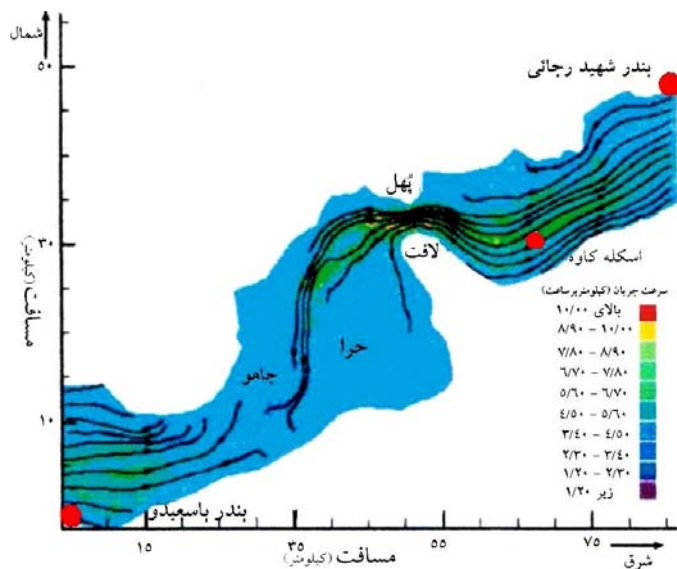 شمال
۵۰
۳۰
۱۰
مسافت (کیلومتر)
بندر شهید رجائی
پُهل
لافت
اسکله کاوه
حرا
چاهو
بندر باسعیدو
سرعت جریان (کیلومتر بر ساعت)
بالای ۱۰/۰۰
۸/۹۰ – ۱۰/۰۰
۷/۸۰ – ۸/۹۰
۶/۷۰ – ۷/۸۰
۵/۶۰ – ۶/۷۰
۴/۵۰ – ۵/۶۰
۳/۴۰ – ۴/۵۰
۲/۳۰ – ۳/۴۰
۱/۲۰ – ۲/۳۰
زیر ۱/۲۰
۱۵ ۳۵ ۵۵ ۷۵
مسافت (کیلومتر)
شرق